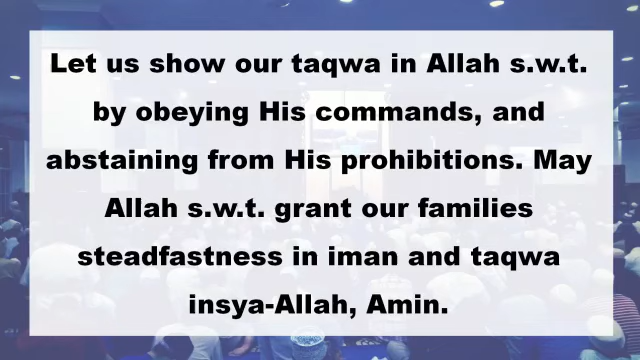 Let us show our taqwa in Allah s.w.t.
by obeying His commands, and
abstaining from His prohibitions. May
Allah s.w.t. grant our families
steadfastness in iman and taqwa
insya-Allah, Amin.